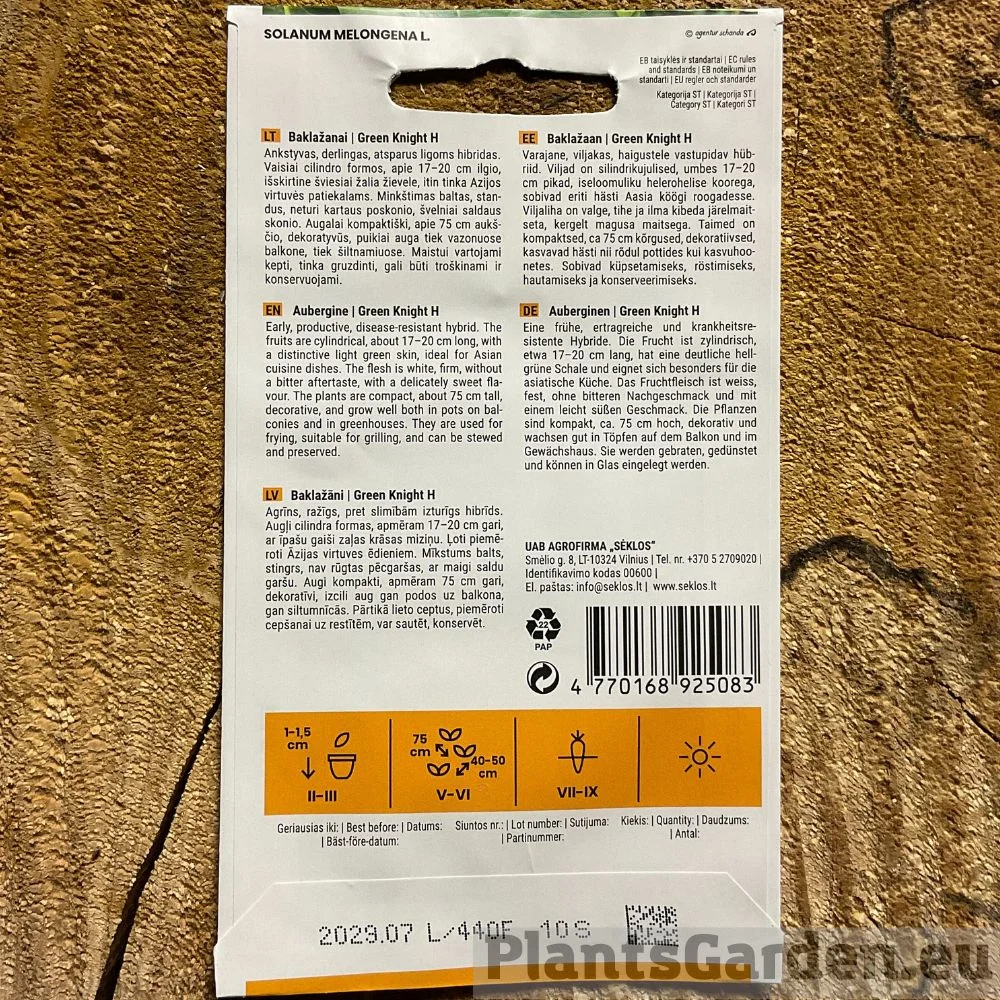 SOLANUM MELONGENA L.
© agentur schanda
EB taisyklės ir standartai | EC rules
and standards | EB noteikumi un
standarti | EU regler och standarder
Kategorija ST | Kategorija ST |
Category ST | Kategori ST
LT Baklažanai | Green Knight H
Ankstyvas, derlingas, atsparus ligoms hibridas.
Vaisiai cilindro formos, apie 17–20 cm ilgio,
išskirtine šviesiai žalia žievele, itin tinka Azijos
virtuvės patiekalams. Minkštimas baltas, stan-
dus, neturi kartaus poskonio, švelniai saldaus
skonio. Augalai kompaktiški, apie 75 cm aukš-
čio, dekoratyvūs, puikiai auga tiek vazonuose
balkone, tiek šiltnamiuose. Maistui vartojami
kepti, tinka gruzdinti, gali būti troškinami ir
konservuojami.
EE Baklažaan | Green Knight H
Varajane, viljakas, haigustele vastupidav hüb-
riid. Viljad on silindrikujulised, umbes 17–20
cm pikad, iseloomuliku helerohelise koorega,
sobivad eriti hästi Aasia köögi roogadesse.
Viljaliha on valge, tihe ja ilma kibeda järelmait-
seta, kergelt magusa maitsega. Taimed on
kompaktsed, ca 75 cm kõrgused, dekoratiivsed,
kasvavad hästi nii rõdul pottides kui kasvuhoo-
netes. Sobivad küpsetamiseks, röstimiseks,
hautamiseks ja konserveerimiseks.
EN Aubergine | Green Knight H
Early, productive, disease-resistant hybrid. The
fruits are cylindrical, about 17–20 cm long, with
a distinctive light green skin, ideal for Asian
cuisine dishes. The flesh is white, firm, without
a bitter aftertaste, with a delicately sweet fla-
vour. The plants are compact, about 75 cm tall,
decorative, and grow well both in pots on bal-
conies and in greenhouses. They are used for
frying, suitable for grilling, and can be stewed
and preserved.
DE Auberginen | Green Knight H
Eine frühe, ertragreiche und krankheitsre-
sistente Hybride. Die Frucht ist zylindrisch,
etwa 17–20 cm lang, hat eine deutliche hell-
grüne Schale und eignet sich besonders für die
asiatische Küche. Das Fruchtfleisch ist weiss,
fest, ohne bitteren Nachgeschmack und mit
einem leicht süßen Geschmack. Die Pflanzen
sind kompakt, ca. 75 cm hoch, dekorativ und
wachsen gut in Töpfen auf dem Balkon und im
Gewächshaus. Sie werden gebraten, gedünstet
und können in Glas eingelegt werden.
LV Baklažāni | Green Knight H
Agrīns, ražīgs, pret slimībām izturīgs hibrīds.
Augļi cilindra formas, apmēram 17–20 cm gari,
ar īpašu gaiši zaļas krāsas miziņu. Ļoti piemē-
roti Āzijas virtuves ēdieniem. Mīkstums balts,
stingrs, nav rūgtas pēcgaršas, ar maigi saldu
garšu. Augi kompakti, apmēram 75 cm gari,
dekoratīvi, izcili aug gan podos uz balkona,
gan siltumnīcās. Pārtikā lieto ceptus, piemēroti
cepšanai uz restītēm, var sautēt, konservēt.
UAB AGROFIRMA „SĖKLOS“
Smėlio g. 8, LT-10324 Vilnius | Tel. nr. +370 5 2709020 |
Identifikavimo kodas 00600 |
El. paštas: info@seklos.lt | www.seklos.lt
22
PAP
4 770168 925083
1-1,5
cm
II-III
75
cm
40-50
cm
V-VI
VII-IX
Geriausias iki: | Best before: | Datums:
| Bäst-före-datum:
Siuntos nr.: | Lot number: | Sutijuma:
| Partinummer:
Kiekis: | Quantity: | Daudzums:
| Antal:
2029.07 L/440F 10S
PlantsGarden.eu